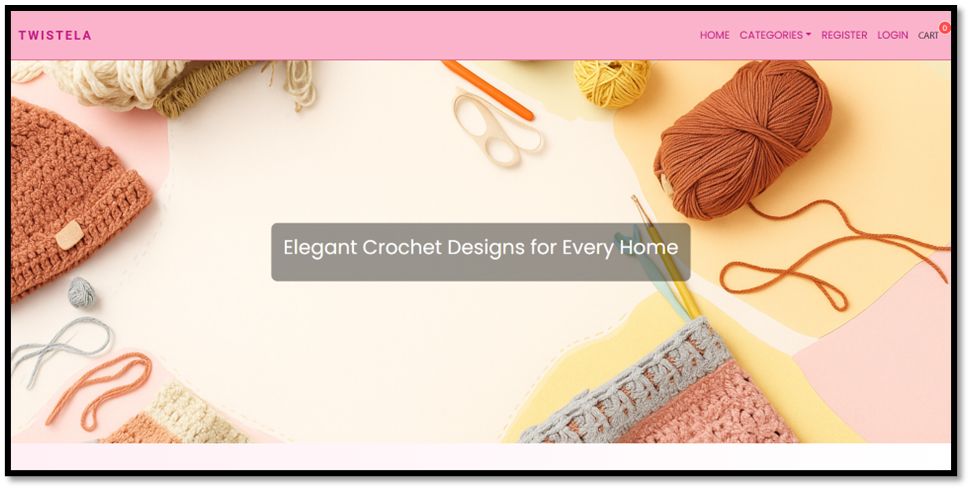 TWISTELA
HOME CATEGORIES REGISTER LOGIN CART 0
Elegant Crochet Designs for Every Home